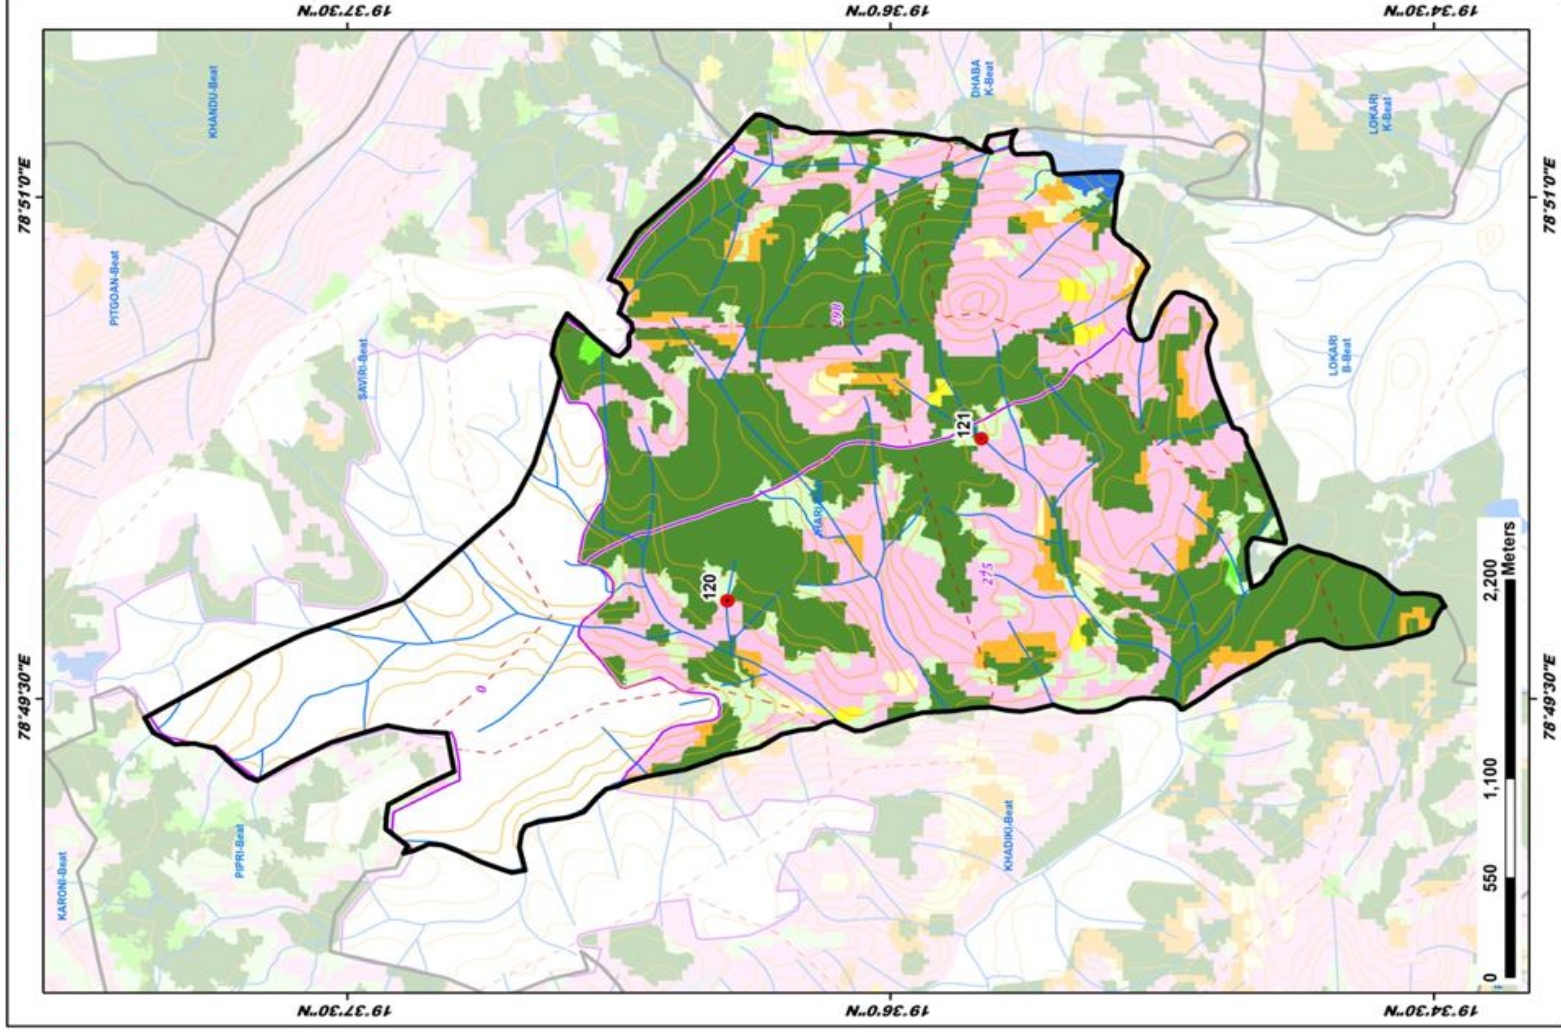 19°37'30"N
19°36'0"N
19°34'30"N
KHANDU-Beat
DHABA
K-Beat
LOKARI
K-Beat
78°51'0"E
78°51'0"E
PITGOAN-Beat
SAVIRI-Beat
290
LOKARI
B-Beat
121
120
275
0
78°49'30"E
78°49'30"E
KARONI-Beat
PIPRI-Beat
KHADIKI-Beat
0
550
1,100
2,200
Meters
19°37'30"N
19°36'0"N
19°34'30"N